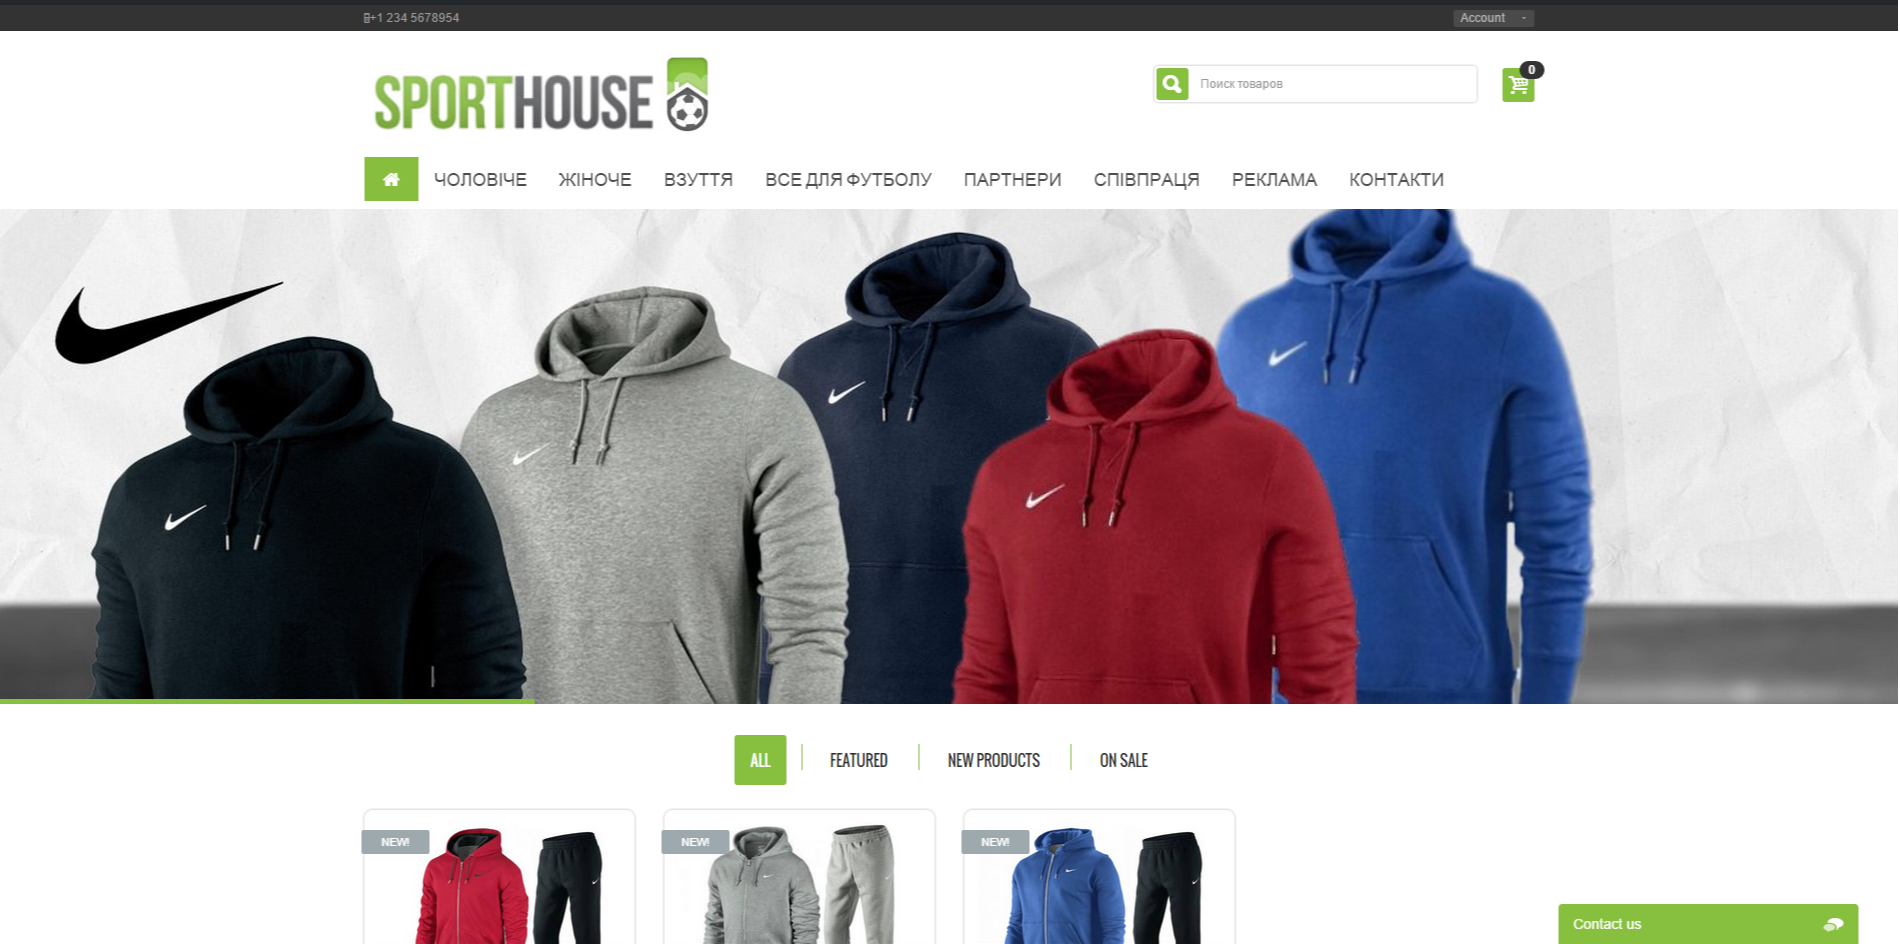 +1 234 5678954
Account
SPORTHOUSE
Поиск товаров
0
ЧОЛОВІЧЕ
ЖІНОЧЕ
ВЗУТТЯ
ВСЕ ДЛЯ ФУТБОЛУ
ПАРТНЕРИ
СПІВПРАЦЯ
РЕКЛАМА
КОНТАКТИ
ALL
FEATURED
NEW PRODUCTS
ON SALE
NEW!
NEW!
NEW!
Contact us